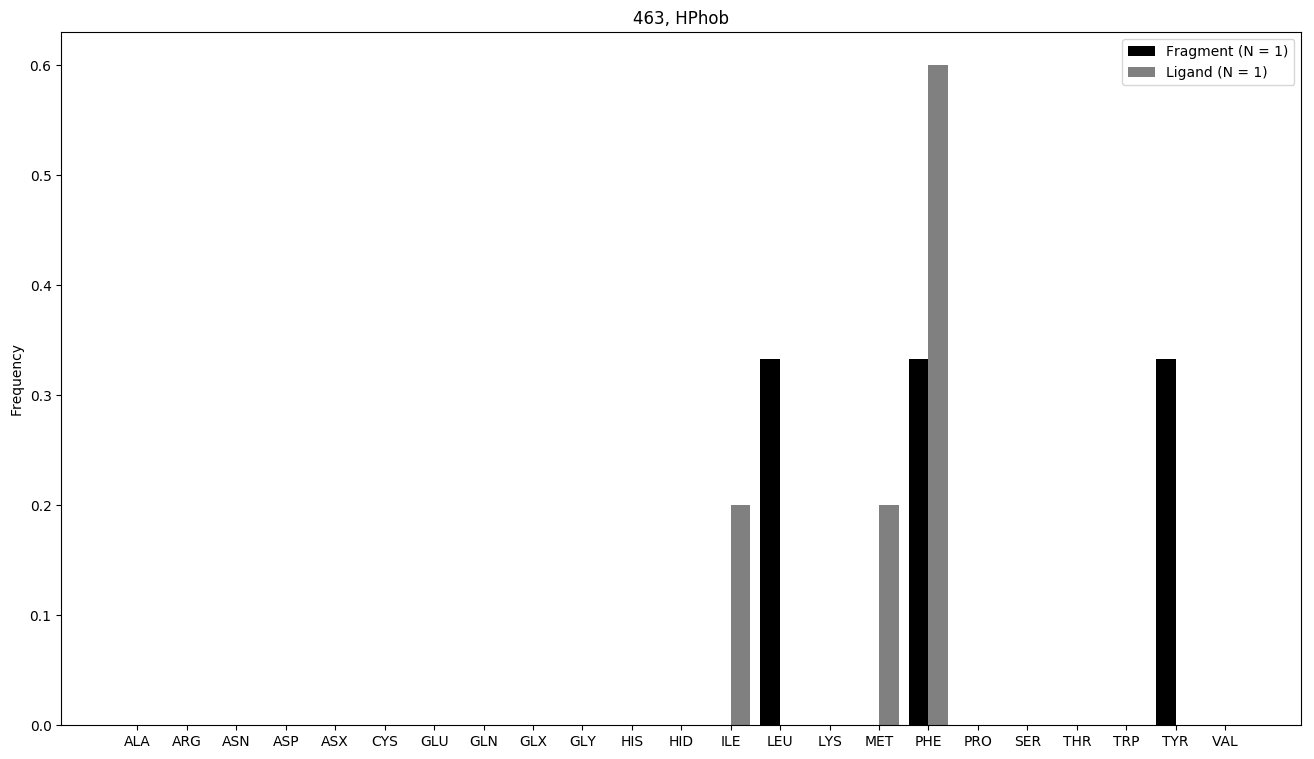 463, HPhob
Fragment (N = 1)
Ligand (N = 1)
Frequency
0.6
0.5
0.4
0.3
0.2
0.1
0.0
ALA ARG ASN ASP ASX CYS GLU GLN GLX GLY HIS HID ILE LEU LYS MET PHE PRO SER THR TRP TYR VAL